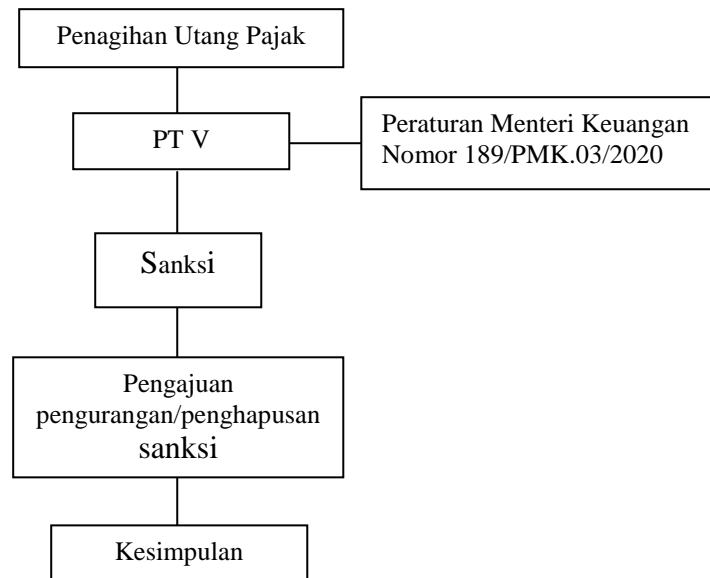 Penagihan Utang Pajak
PT V
Peraturan Menteri Keuangan
Nomor 189/PMK.03/2020
Sanksi
Pengajuan
pengurangan/penghapusan
sanksi
Kesimpulan